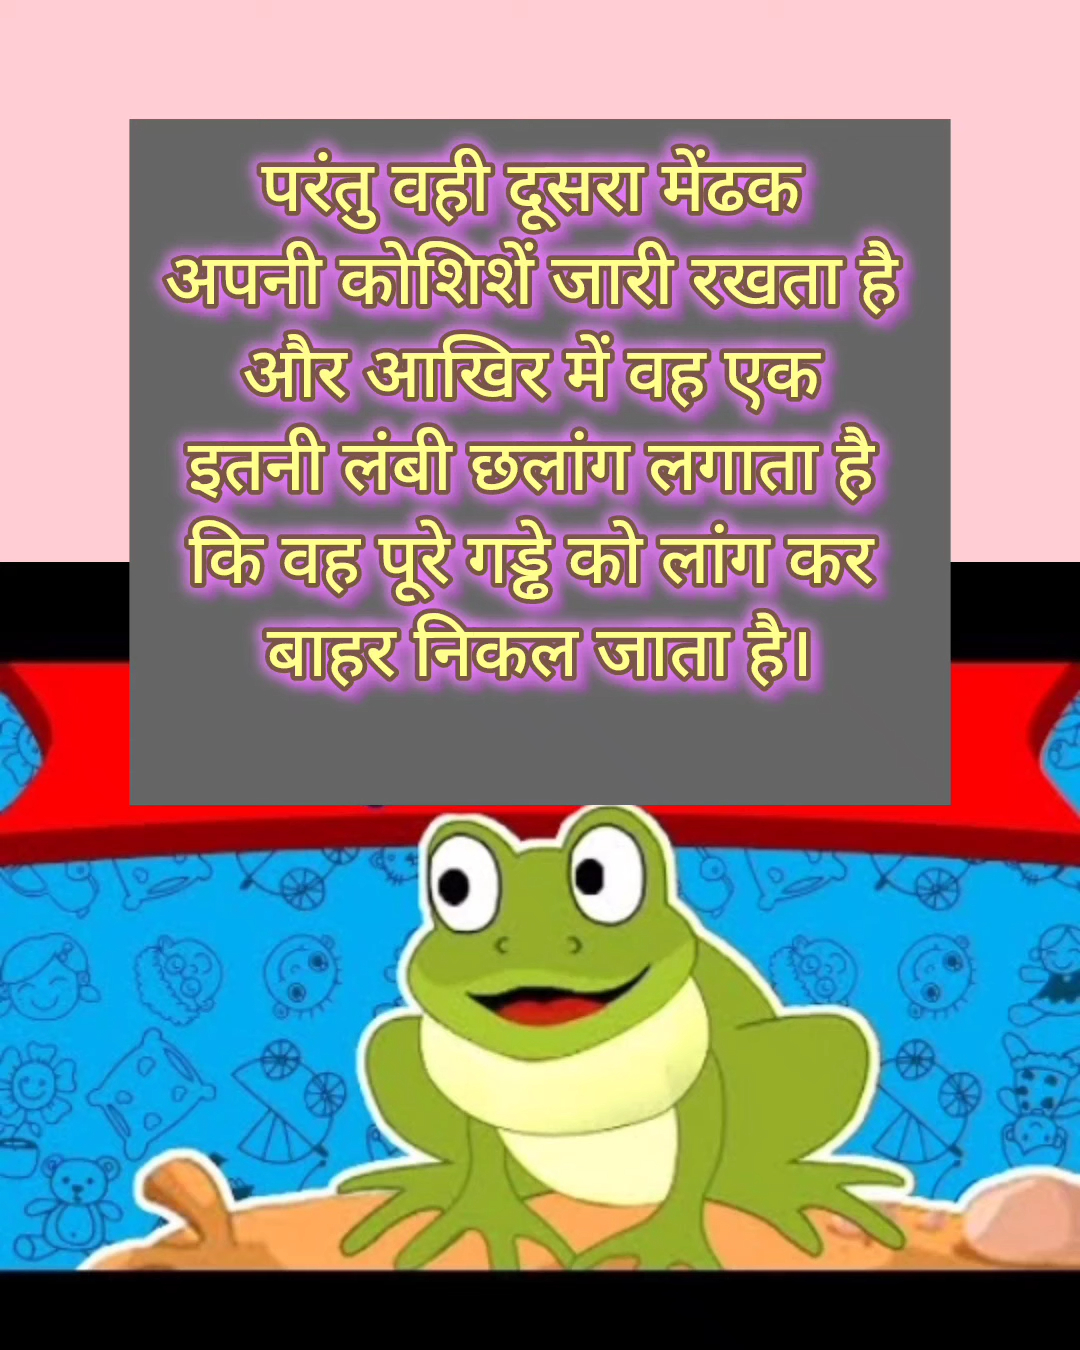 परंतु वही दूसरा मेंढक
अपनी कोशिशें जारी रखता है
और आखिर में वह एक
इतनी लंबी छलांग लगाता है
कि वह पूरे गड्ढे को लांग कर
बाहर निकल जाता है।